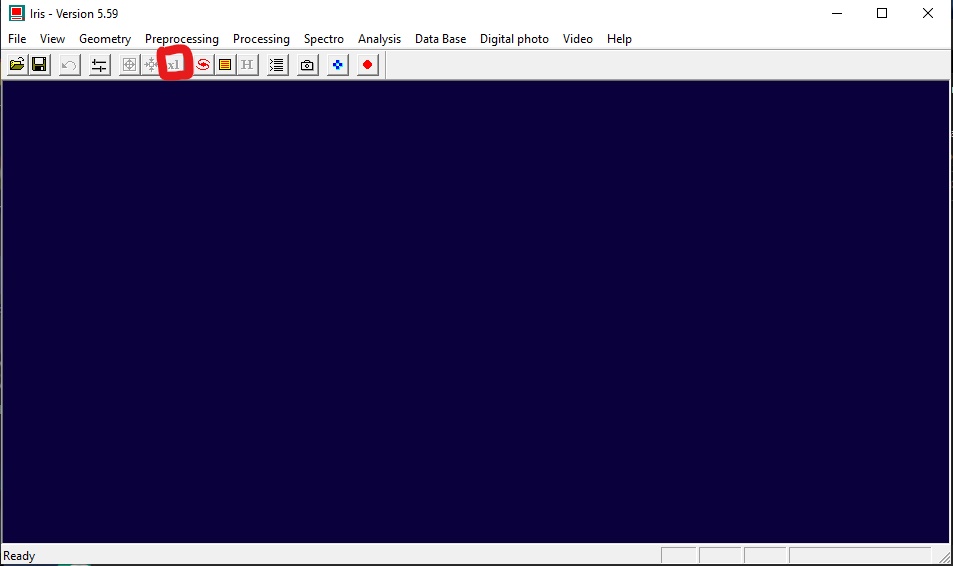 Iris - Version 5.59
File View Geometry Preprocessing Processing Spectro Analysis Data Base Digital photo Video Help
x1 H
Ready